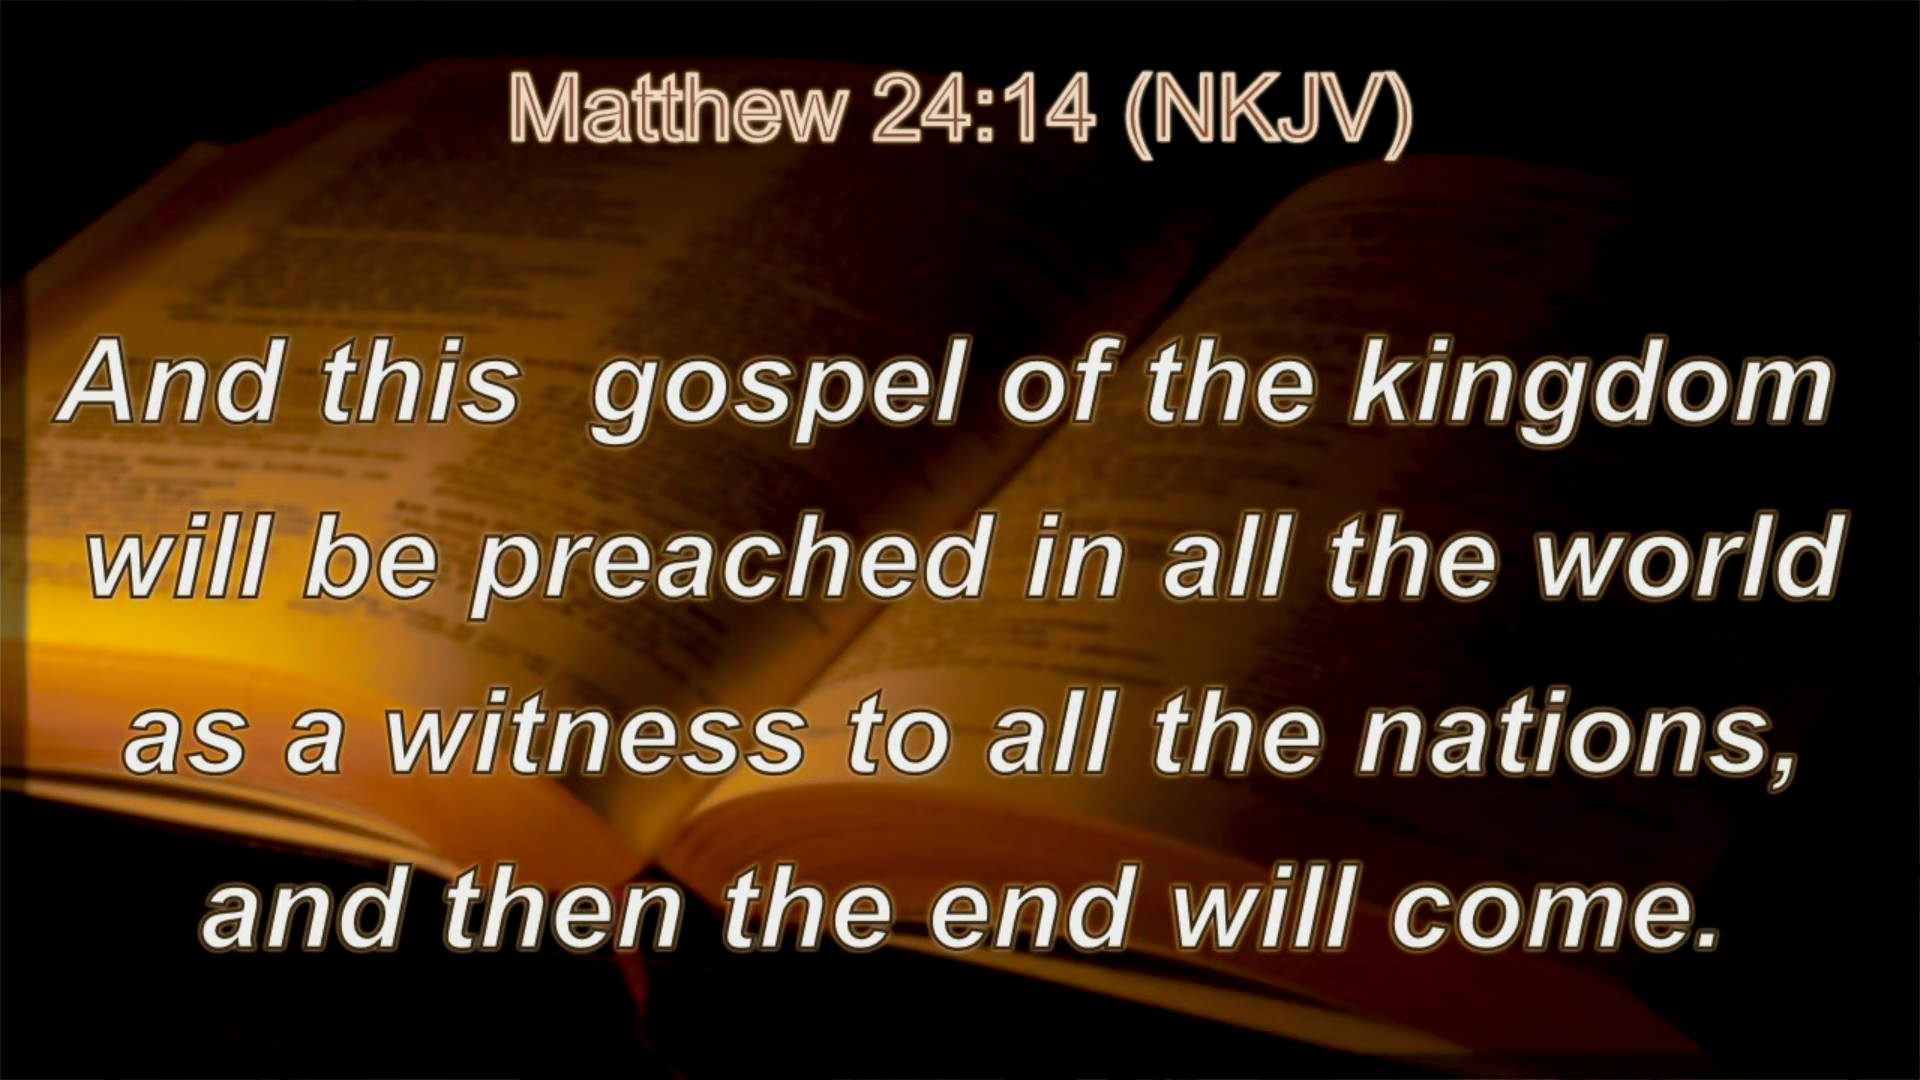 Matthew 24:14 (NKJV)
And this  gospel of the kingdom
will be preached in all the world
as a witness to all the nations,
and then the end will come.